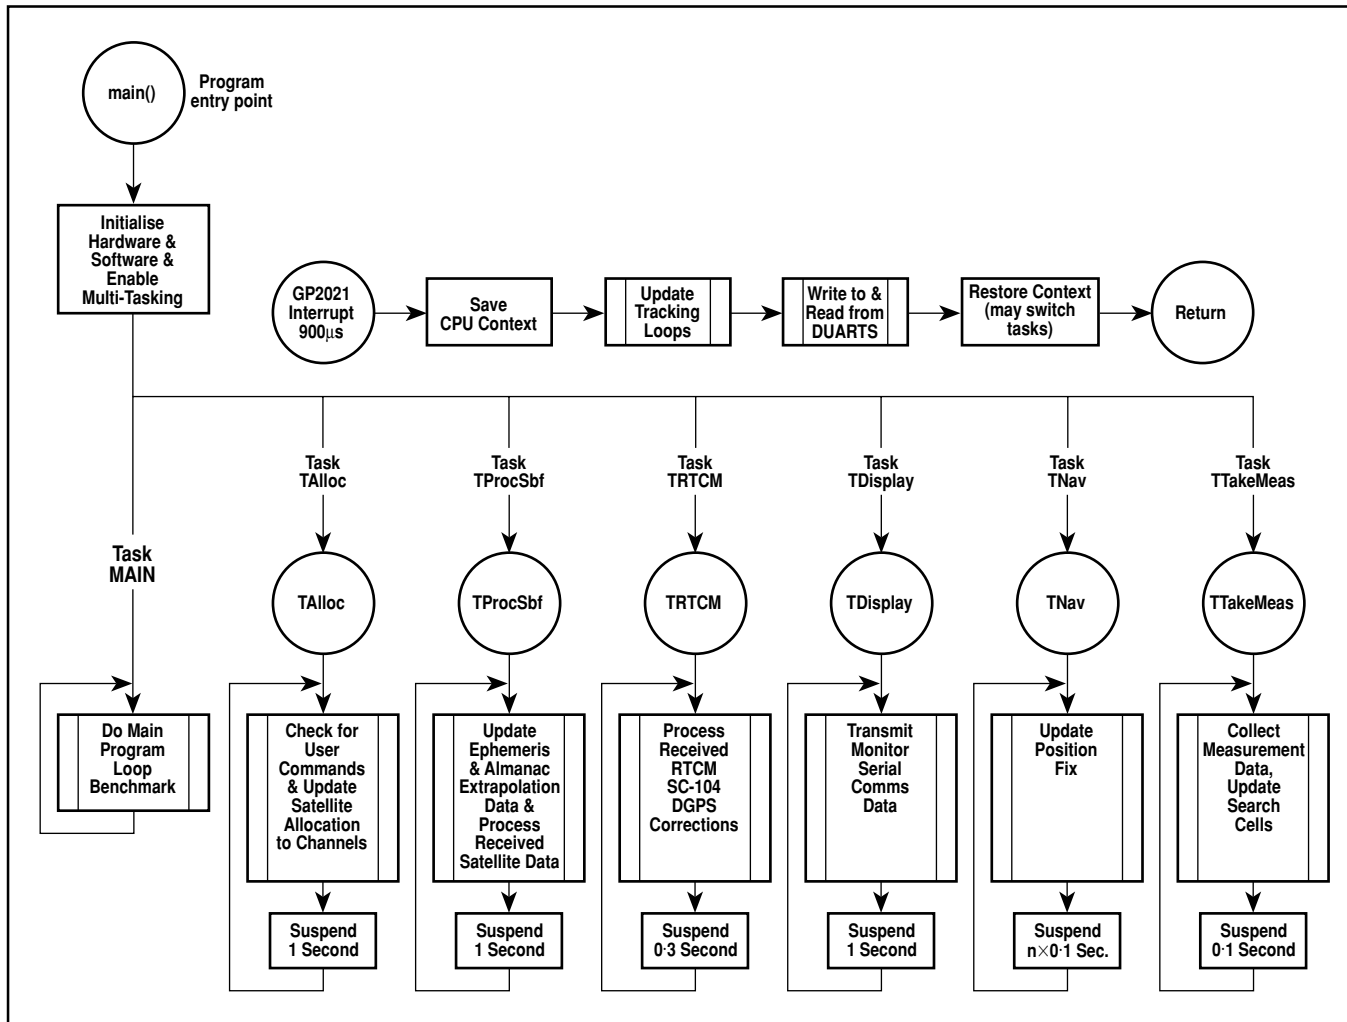 main()
Program
entry point
Initialise
Hardware &
Software &
Enable
Multi-Tasking
GP2021
Interrupt
900µs
Save
CPU Context
Update
Tracking
Loops
Write to &
Read from
DUARTS
Restore Context
(may switch
tasks)
Return
Task
MAIN
Task
TAlloc
Task
TProcSbf
Task
TRTCM
Task
TDisplay
Task
TNav
Task
TTakeMeas
TAlloc
TProcSbf
TRTCM
TDisplay
TNav
TTakeMeas
Do Main
Program
Loop
Benchmark
Check for
User
Commands
& Update
Satellite
Allocation
to Channels
Update
Ephemeris
& Almanac
Extrapolation
Data &
Process
Received
Satellite Data
Process
Received
RTCM
SC-104
DGPS
Corrections
Transmit
Monitor
Serial
Comms
Data
Update
Position
Fix
Collect
Measurement
Data,
Update
Search
Cells
Suspend
1 Second
Suspend
1 Second
Suspend
0·3 Second
Suspend
1 Second
Suspend
n×0·1 Sec.
Suspend
0·1 Second